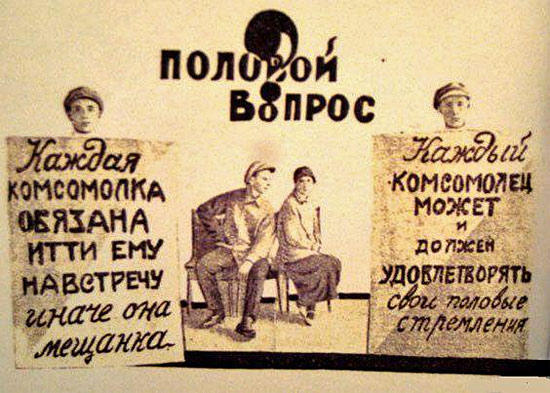 ПОЛОВОЙ
ВОПРОС
Каждая
КОМСОМОЛКА
ОБЯЗАНА
ИТТИ ЕМУ
НАВСТРЕЧУ
иначе она
мещанка.
Каждый
КОМСОМОЛЕЦ
МОЖЕТ
и
ДОЛЖЕН
УДОВЛЕТВОРЯТЬ
свои половые
стремления